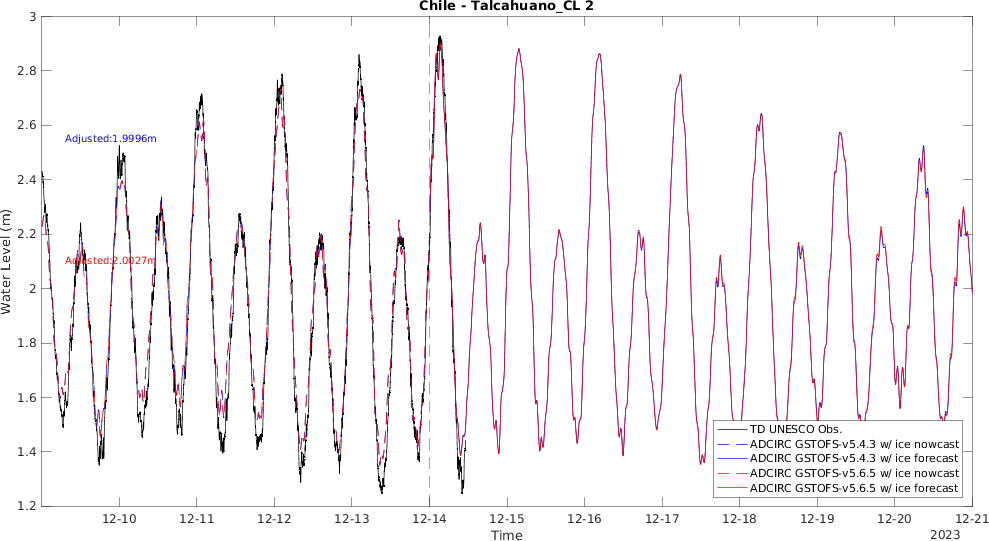 Chile - Talcahuano_CL 2
3
2.8
2.6
2.4
2.2
2
1.8
1.6
1.4
1.2
Water Level (m)
Adjusted:1.9996m
Adjusted:2.0027m
TD UNESCO Obs.
ADCIRC GSTOFS-v5.4.3 w/ ice nowcast
ADCIRC GSTOFS-v5.4.3 w/ ice forecast
ADCIRC GSTOFS-v5.6.5 w/ ice nowcast
ADCIRC GSTOFS-v5.6.5 w/ ice forecast
12-10 12-11 12-12 12-13 12-14 12-15 12-16 12-17 12-18 12-19 12-20 12-21
Time
2023